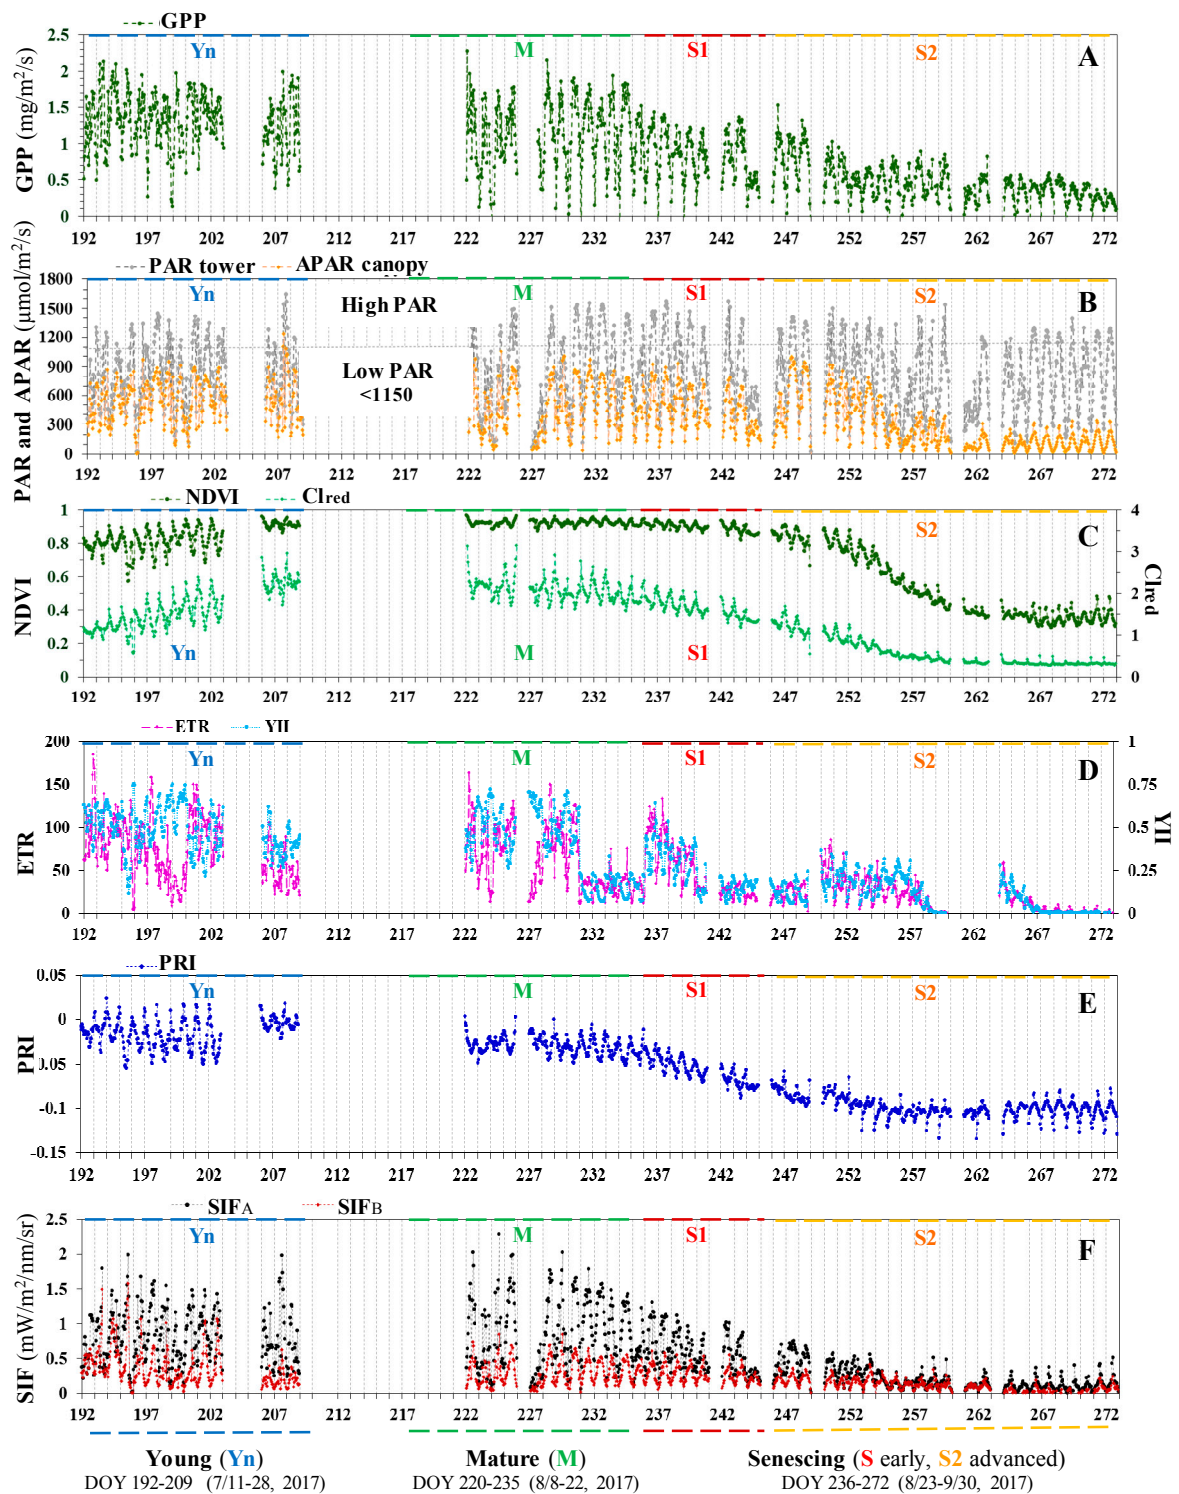 GPP
Yn M S1 S2 A
GPP (mg/m²/s)
2.5
2
1.5
1
0.5
0
192 197 202 207 212 217 222 227 232 237 242 247 252 257 262 267 272
PAR tower APAR canopy
Yn M S1 S2 B
High PAR
Low PAR
<1150
PAR and APAR (µmol/m²/s)
1800
1500
1200
900
600
300
0
192 197 202 207 212 217 222 227 232 237 242 247 252 257 262 267 272
NDVI CIred
S2 C
Yn M S1
NDVI
1
0.8
0.6
0.4
0.2
0
CIred
4
3
2
1
0
192 197 202 207 212 217 222 227 232 237 242 247 252 257 262 267 272
ETR YII
Yn M S1 S2 D
ETR
200
150
100
50
0
YII
1
0.75
0.5
0.25
0
192 197 202 207 212 217 222 227 232 237 242 247 252 257 262 267 272
PRI
Yn M S1 S2 E
PRI
0.05
0
0.05
-0.1
-0.15
192 197 202 207 212 217 222 227 232 237 242 247 252 257 262 267 272
SIFA SIFB
Yn M S1 S2 F
SIF (mW/m²/nm/sr)
2.5
2
1.5
1
0.5
0
192 197 202 207 212 217 222 227 232 237 242 247 252 257 262 267 272
Young (Yn) Mature (M) Senescing (S early, S2 advanced)
DOY 192-209 (7/11-28, 2017) DOY 220-235 (8/8-22, 2017) DOY 236-272 (8/23-9/30, 2017)